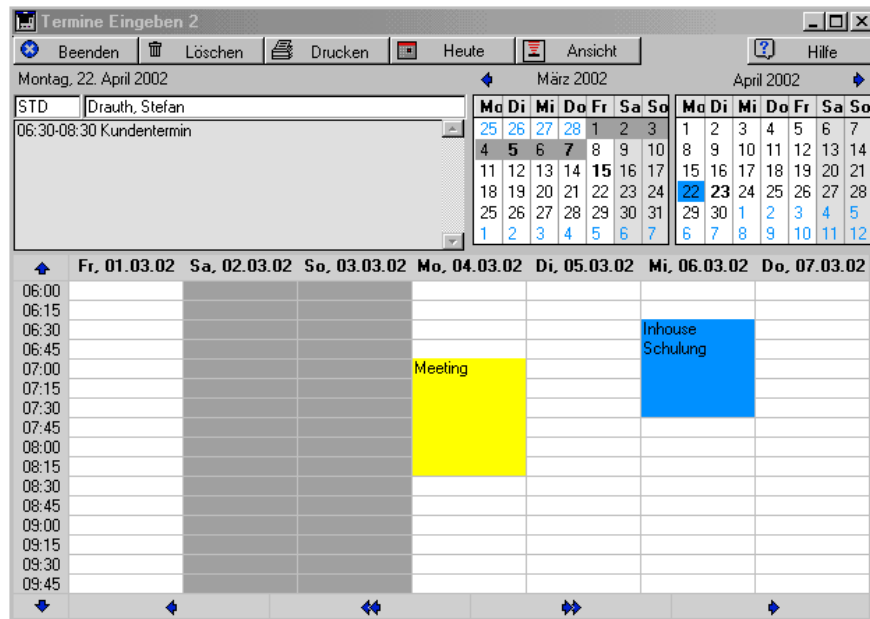 Termine Eingeben 2
Beenden Löschen Drucken Heute Ansicht Hilfe
Montag, 22. April 2002
März 2002
April 2002
STD Drauth, Stefan
06:30-08:30 Kundentermin
Mo Di Mi Do Fr Sa So
25 26 27 28 1 2 3
4 5 6 7 8 9 10
11 12 13 14 15 16 17
18 19 20 21 22 23 24
25 26 27 28 29 30 31
1 2 3 4 5 6 7
Mo Di Mi Do Fr Sa So
1 2 3 4 5 6 7
8 9 10 11 12 13 14
15 16 17 18 19 20 21
22 23 24 25 26 27 28
29 30 1 2 3 4 5
6 7 8 9 10 11 12
Fr, 01.03.02 Sa, 02.03.02 So, 03.03.02 Mo, 04.03.02 Di, 05.03.02 Mi, 06.03.02 Do, 07.03.02
06:00
06:15
06:30 Inhouse
06:45 Schulung
07:00 Meeting
07:15
07:30
07:45
08:00
08:15
08:30
08:45
09:00
09:15
09:30
09:45